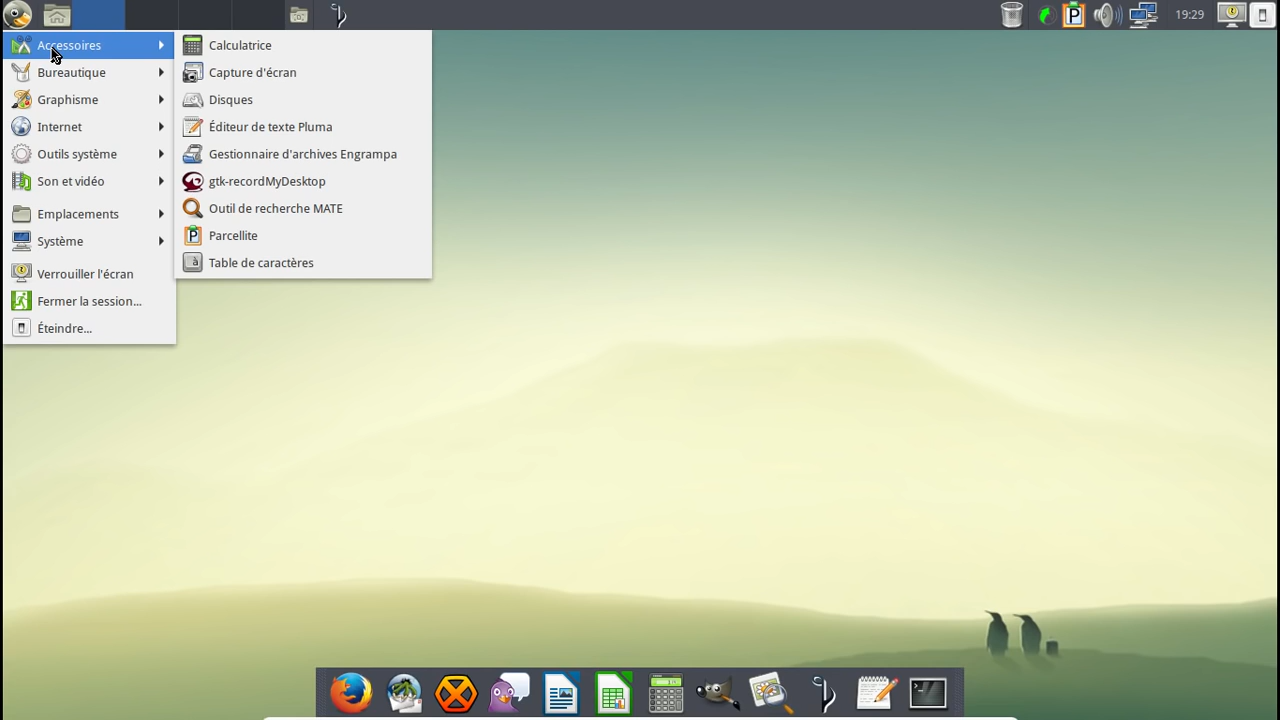 19:29
Accessoires
Bureautique
Graphisme
Internet
Outils système
Son et vidéo
Emplacements
Système
Verrouiller l'écran
Fermer la session...
Éteindre...
Calculatrice
Capture d'écran
Disques
Éditeur de texte Pluma
Gestionnaire d'archives Engrampa
gtk-recordMyDesktop
Outil de recherche MATE
Parcellite
Table de caractères